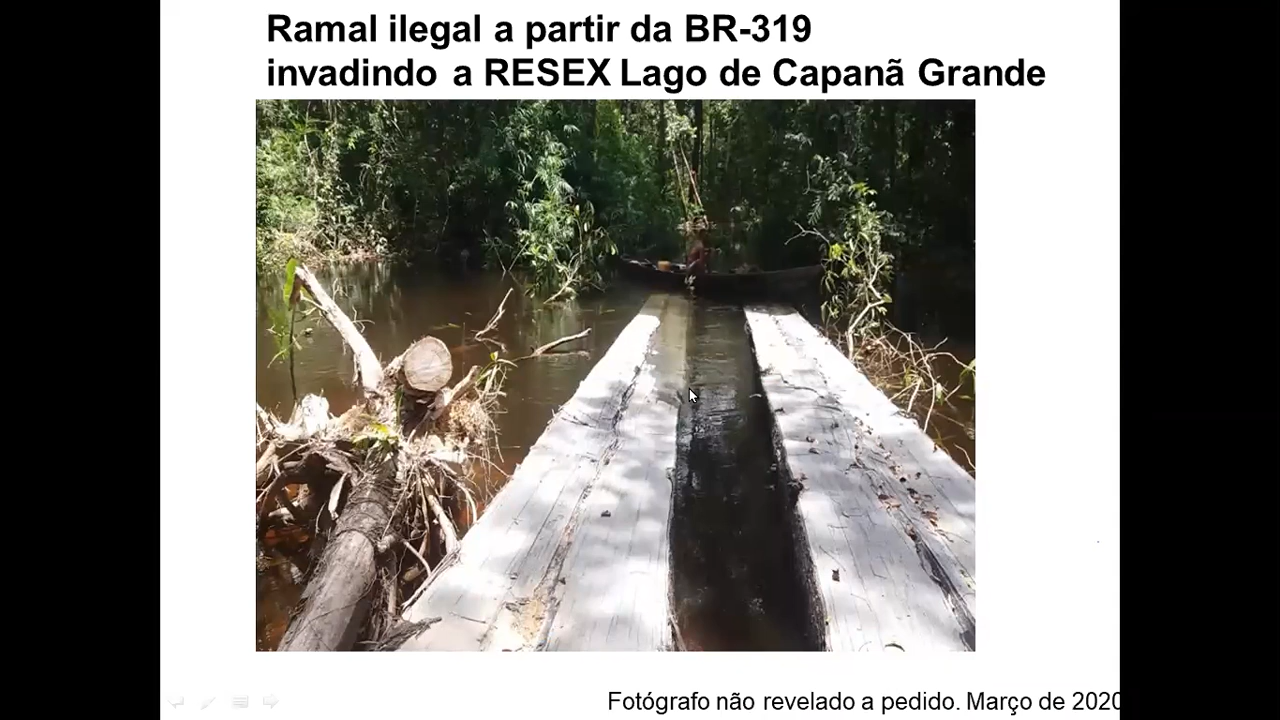 Ramal ilegal a partir da BR-319
invadindo a RESEX Lago de Capanã Grande
Fotógrafo não revelado a pedido. Março de 2020